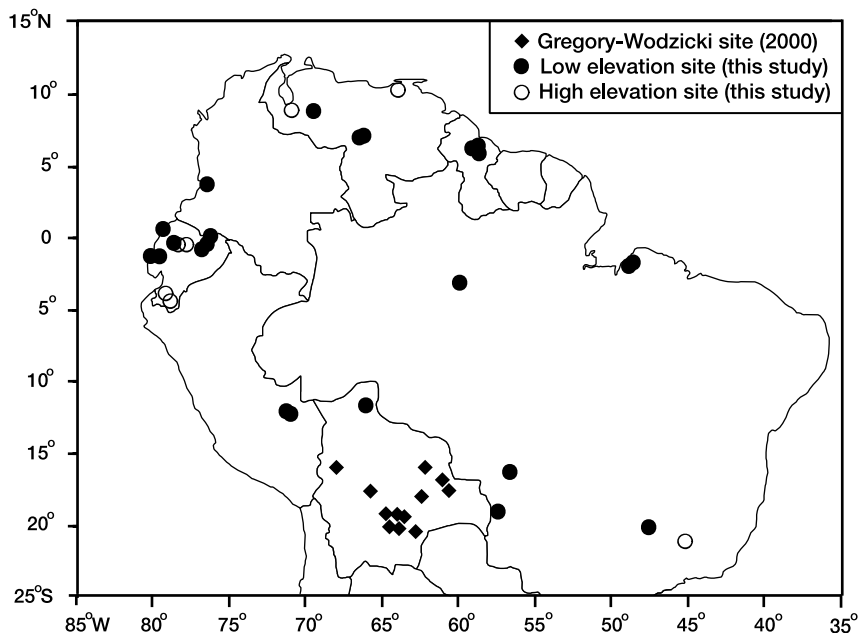 15°N
10°
5°
0
5°
10°
15°
20°
25°S
85°W 80° 75° 70° 65° 60° 55° 50° 45° 40° 35°
Gregory-Wodzicki site (2000)
Low elevation site (this study)
High elevation site (this study)